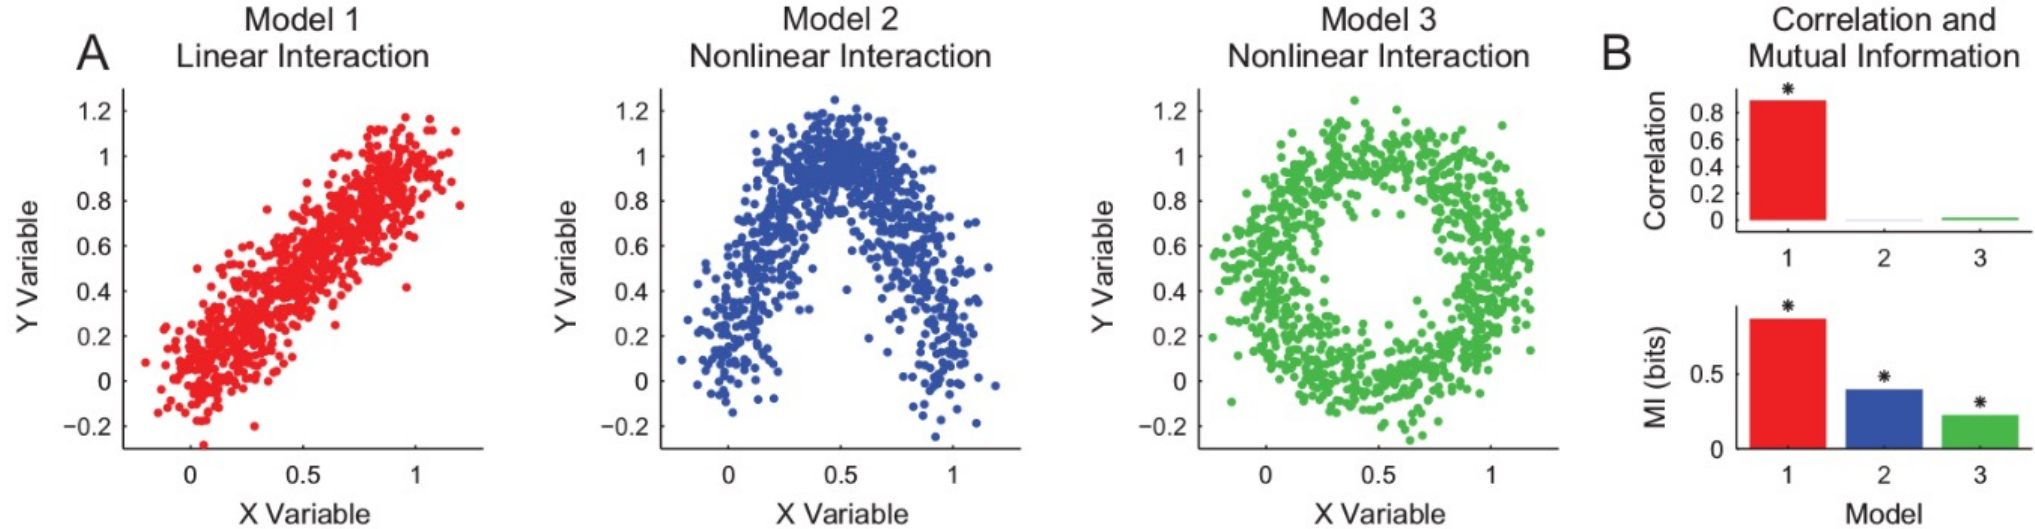 A
Model 1
Linear Interaction
Y Variable
1.2
1
0.8
0.6
0.4
0.2
0
−0.2
0 0.5 1
X Variable
Model 2
Nonlinear Interaction
Y Variable
1.2
1
0.8
0.6
0.4
0.2
0
−0.2
0 0.5 1
X Variable
Model 3
Nonlinear Interaction
Y Variable
1.2
1
0.8
0.6
0.4
0.2
0
−0.2
0 0.5 1
X Variable
B
Correlation and
Mutual Information
Correlation
0.8
0.6
0.4
0.2
0
*
1 2 3
MI (bits)
0.5
0
* * *
1 2 3
Model